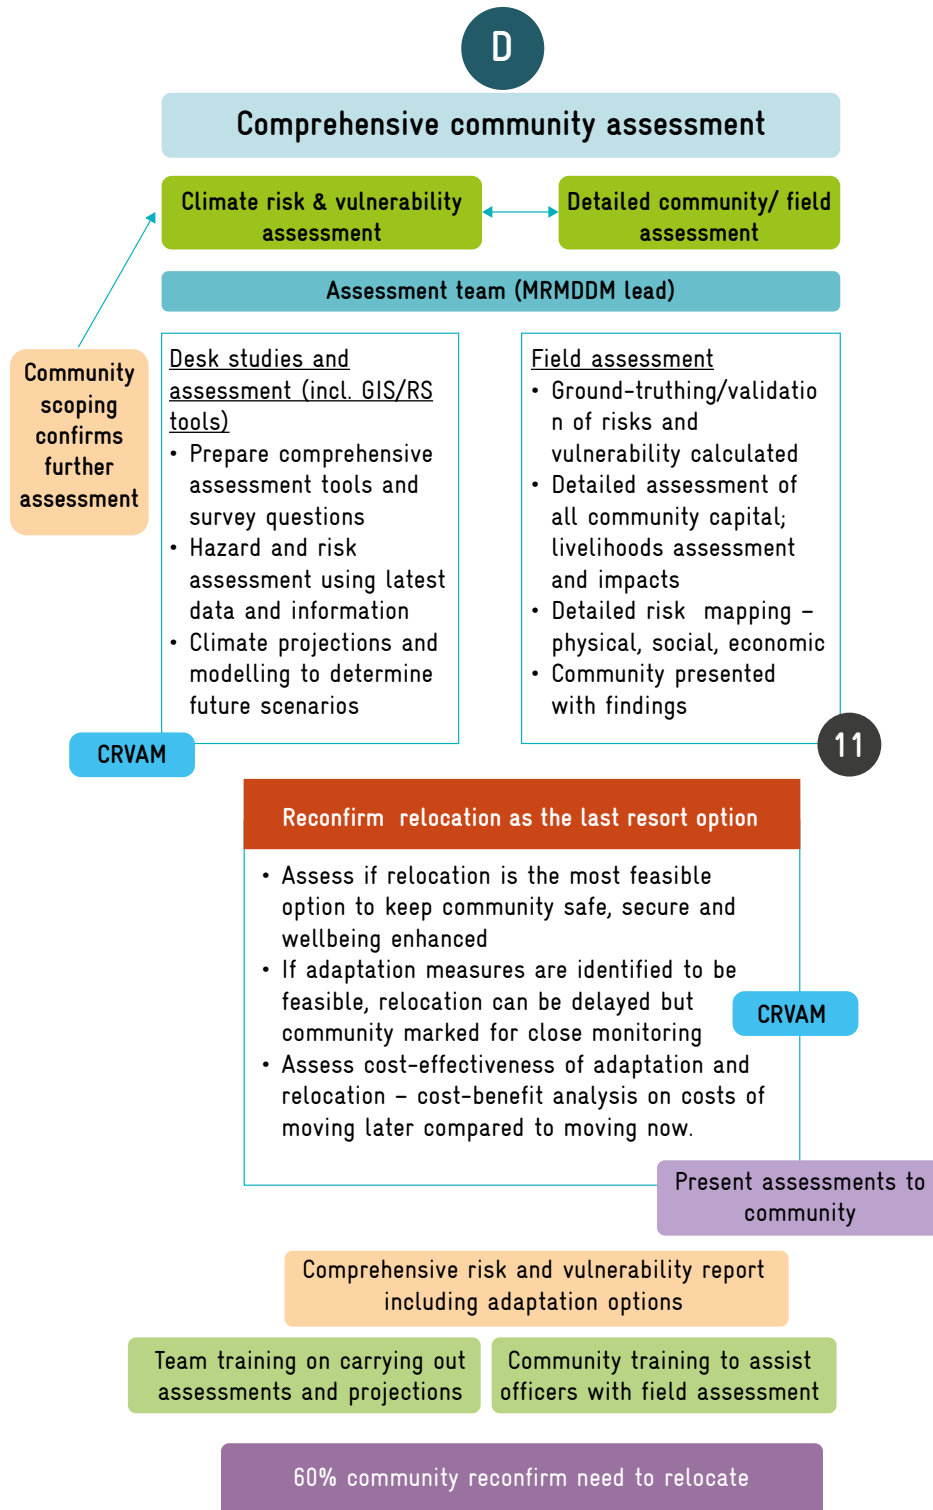 D
Comprehensive community assessment
Climate risk & vulnerability
assessment
Detailed community/ field
assessment
Assessment team (MRMDDM lead)
Community
scoping
confirms
further
assessment
Desk studies and
assessment (incl. GIS/RS
tools)
• Prepare comprehensive
assessment tools and
survey questions
• Hazard and risk
assessment using latest
data and information
• Climate projections and
modelling to determine
future scenarios
CRVAM
Field assessment
• Ground-truthing/validatio
n of risks and
vulnerability calculated
• Detailed assessment of
all community capital;
livelihoods assessment
and impacts
• Detailed risk mapping –
physical, social, economic
• Community presented
with findings
11
Reconfirm relocation as the last resort option
• Assess if relocation is the most feasible
option to keep community safe, secure and
wellbeing enhanced
• If adaptation measures are identified to be
feasible, relocation can be delayed but
community marked for close monitoring
• Assess cost-effectiveness of adaptation and
relocation – cost-benefit analysis on costs of
moving later compared to moving now.
CRVAM
Present assessments to
community
Comprehensive risk and vulnerability report
including adaptation options
Team training on carrying out
assessments and projections
Community training to assist
officers with field assessment
60% community reconfirm need to relocate